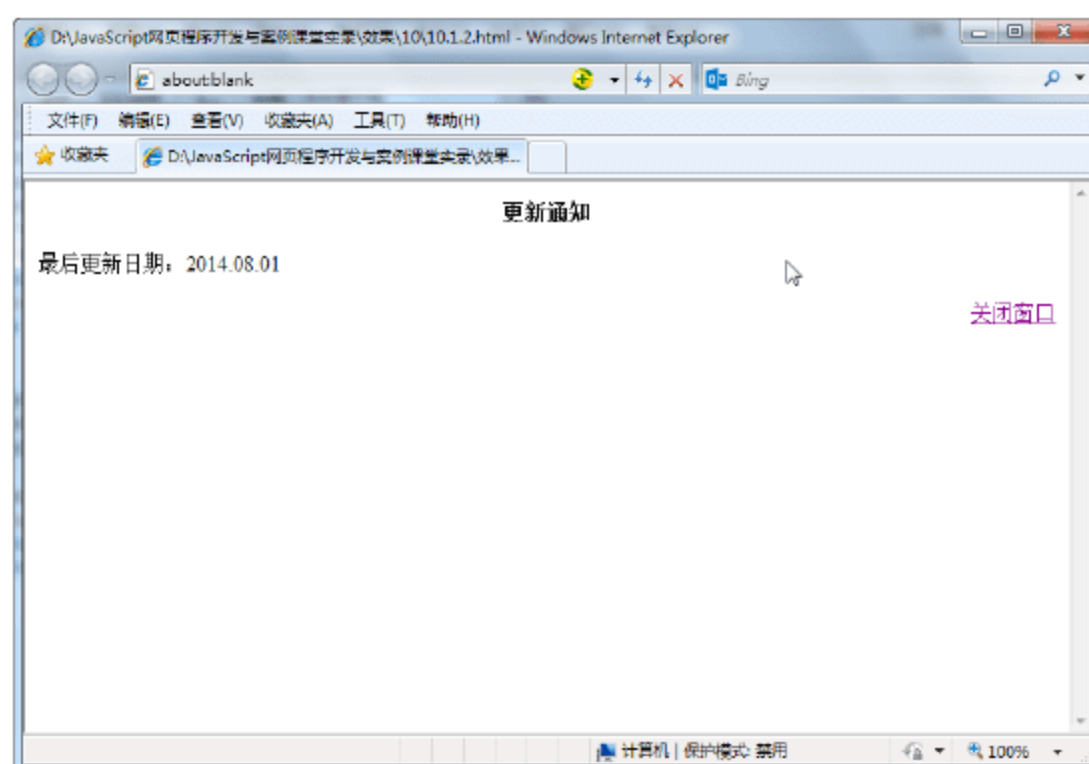 D:\JavaScript网页程序开发与案例课堂实录\效果\10\10.1.2.html - Windows Internet Explorer
about:blank Bing
文件(F) 编辑(E) 查看(V) 收藏夹(A) 工具(T) 帮助(H)
收藏夹 D:\JavaScript网页程序开发与案例课堂实录\效果...
更新通知
最后更新日期：2014.08.01
关闭窗口
计算机 | 保护模式: 禁用 100%